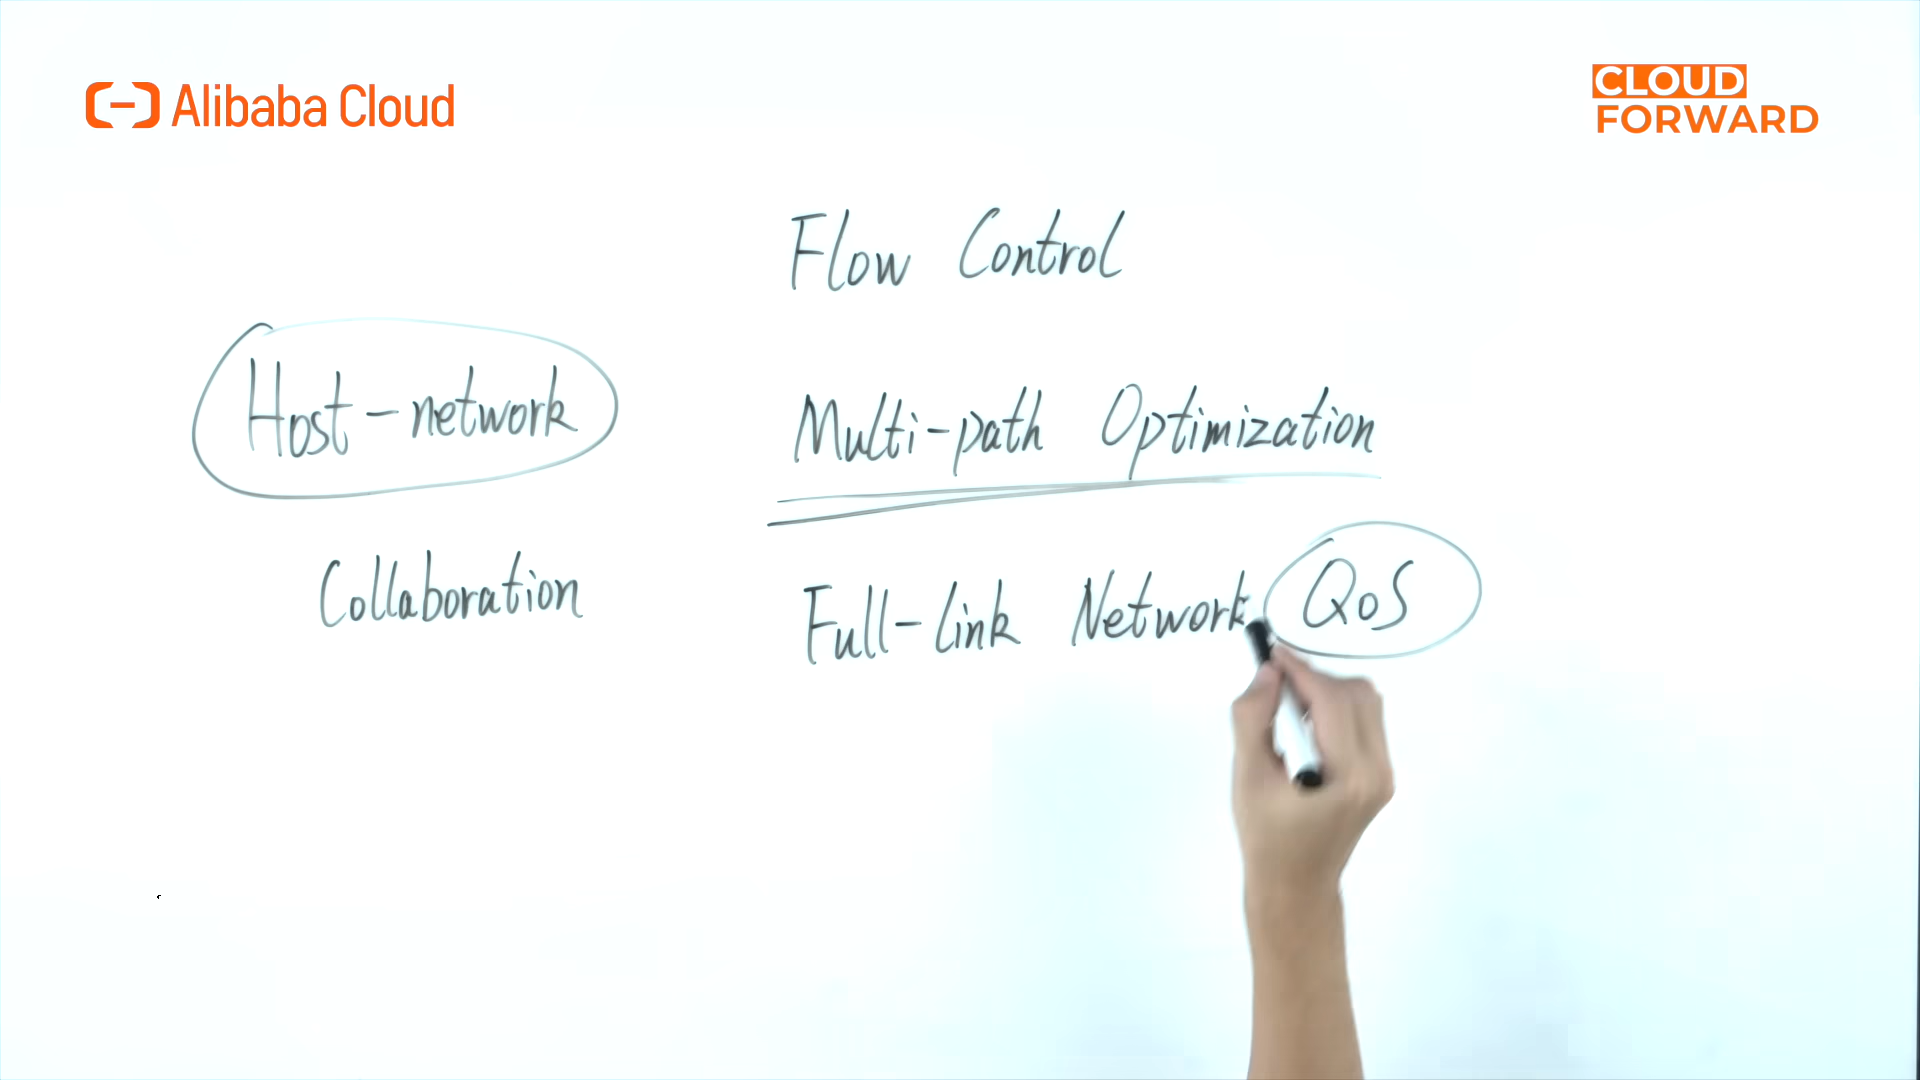 Alibaba Cloud
CLOUD
FORWARD
Flow Control
Host-network
Multi-path Optimization
Collaboration
Full-link Network QoS